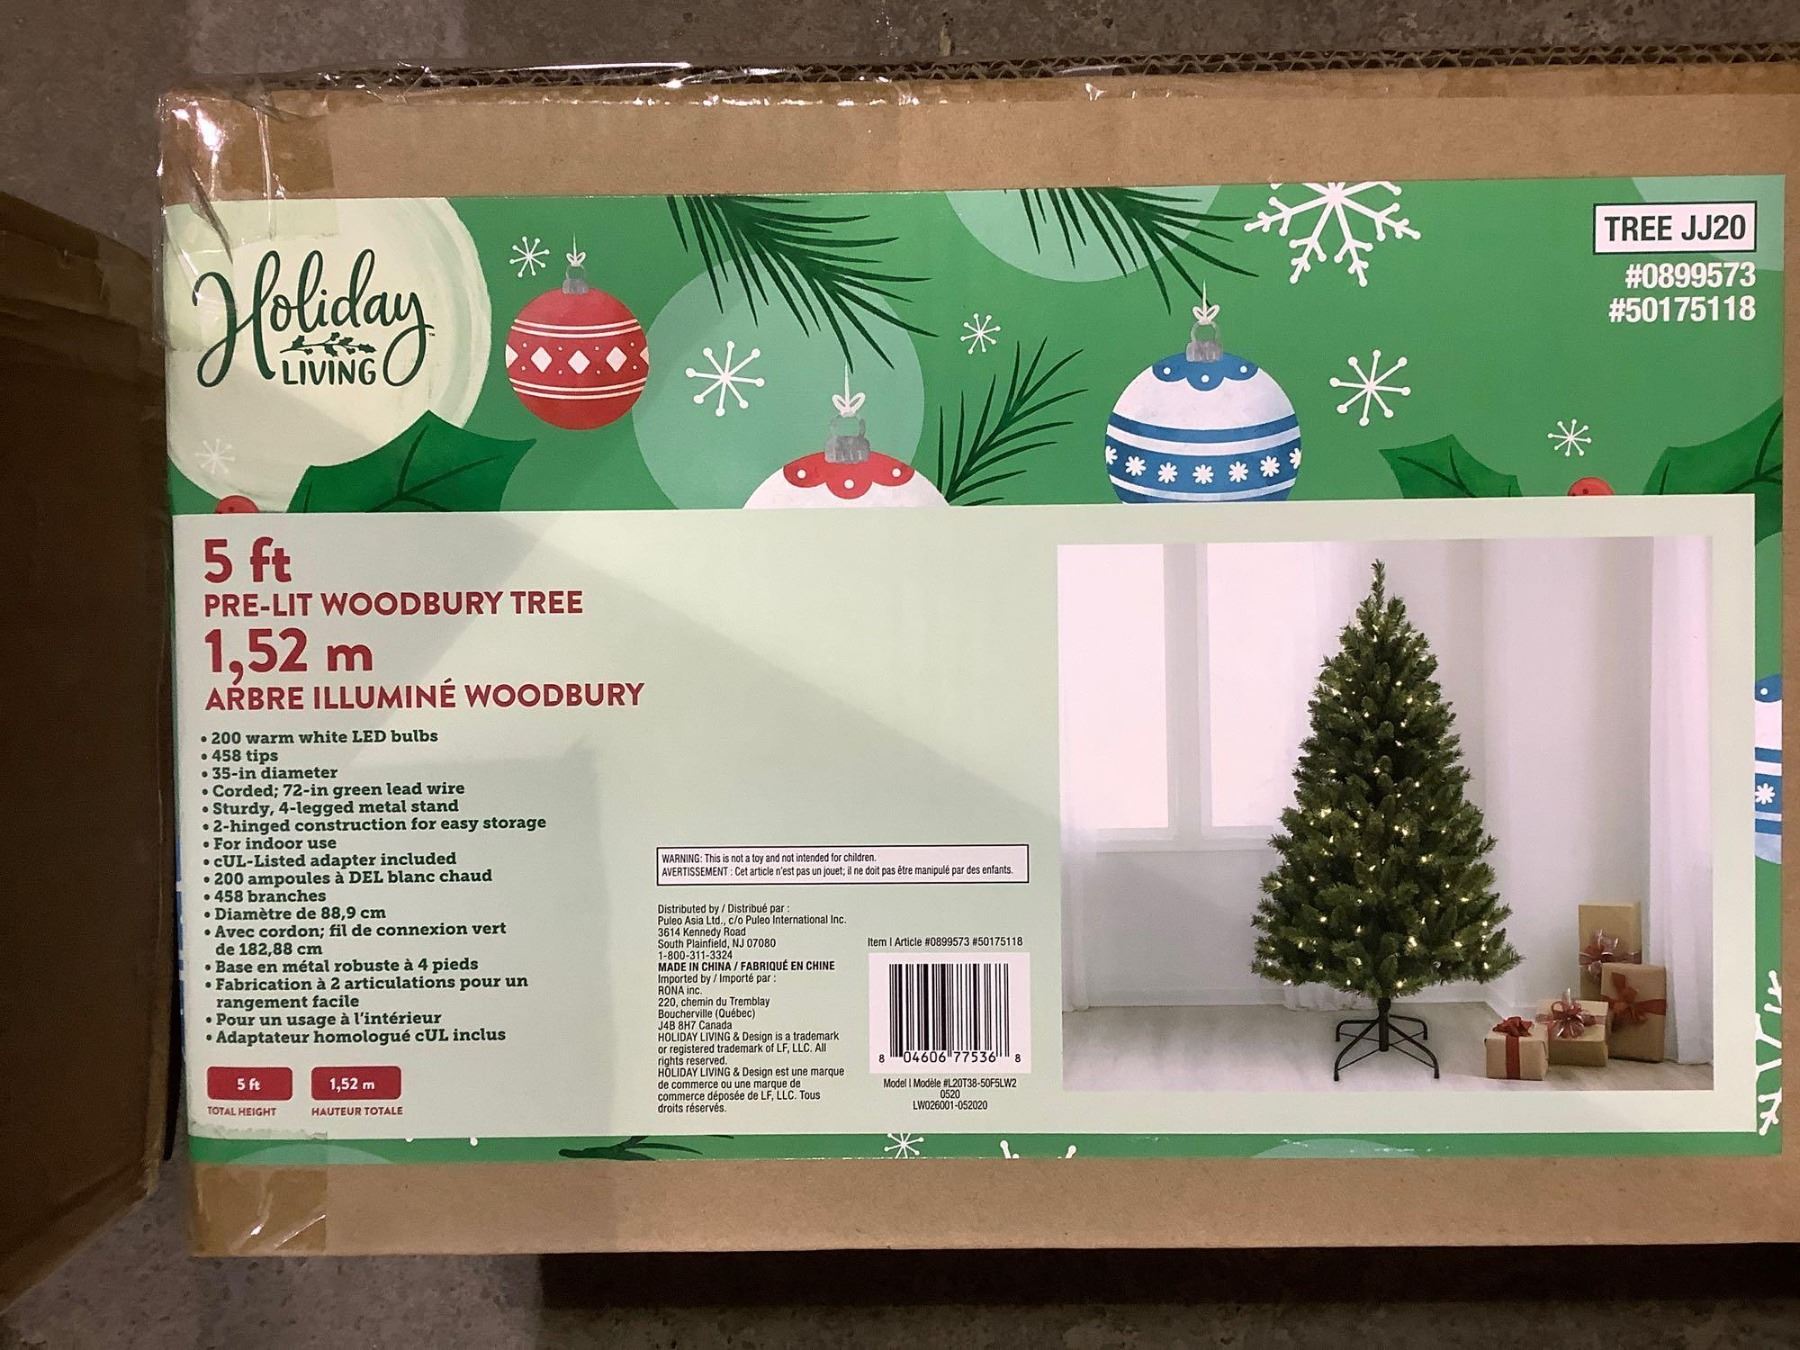 Holiday
LIVING
TREE JJ20
#0899573
#50175118
5 ft
PRE-LIT WOODBURY TREE
1,52 m
ARBRE ILLUMINÉ WOODBURY
• 200 warm white LED bulbs
• 458 tips
• 35-in diameter
• Corded; 72-in green lead wire
• Sturdy, 4-legged metal stand
• 2-hinged construction for easy storage
• For indoor use
• cUL-Listed adapter included
• 200 ampoules à DEL blanc chaud
• 458 branches
• Diamètre de 88,9 cm
• Avec cordon; fil de connexion vert
de 182,88 cm
• Base en métal robuste à 4 pieds
• Fabrication à 2 articulations pour un
rangement facile
• Pour un usage à l'intérieur
• Adaptateur homologué cUL inclus
5 ft
TOTAL HEIGHT
1,52 m
HAUTEUR TOTALE
WARNING: This is not a toy and not intended for children.
AVERTISSEMENT : Cet article n'est pas un jouet; il ne doit pas être manipulé par des enfants.
Distributed by / Distribué par :
Puleo Asia Ltd., c/o Puleo International Inc.
3614 Kennedy Road
South Plainfield, NJ 07080
1-800-311-3324
MADE IN CHINA / FABRIQUÉ EN CHINE
Imported by / Importé par :
RONA inc.
220, chemin du Tremblay
Boucherville (Québec)
J4B 8H7 Canada
HOLIDAY LIVING & Design is a trademark
or registered trademark of LF, LLC. All
rights reserved.
HOLIDAY LIVING & Design est une marque
de commerce ou une marque de
commerce déposée de LF, LLC. Tous
droits réservés.
Item | Article #0899573 #50175118
8 04606 77536 8
Model | Modèle #L20T38-50F5LW2
0520
LW026001-052020